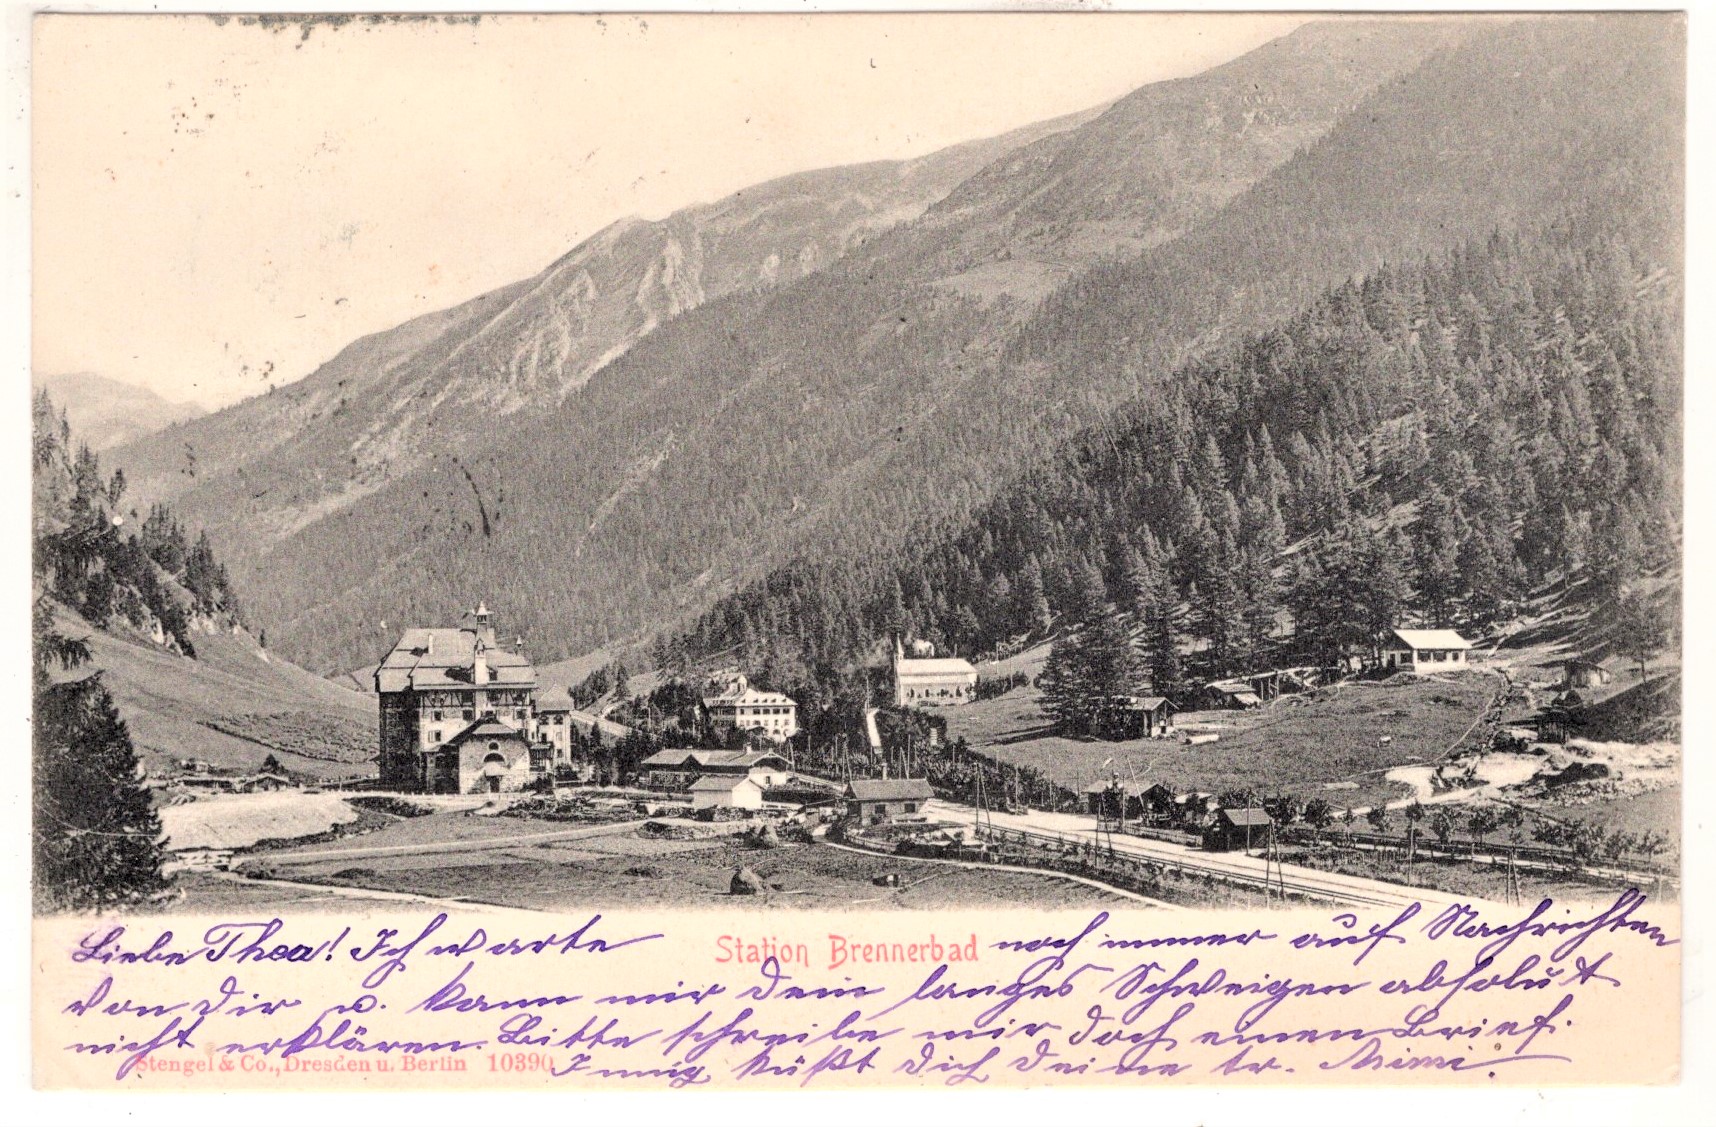 Liebe Thea! Ich warte Station Brennerbad noch immer auf Nachrichten
von dir u. kann mir dein langes Schweigen absolut
nicht erklären. Bitte schreibe mir doch einen Brief.
Stengel & Co., Dresden u. Berlin 10390
Innig küßt dich deine tr. Mimi.